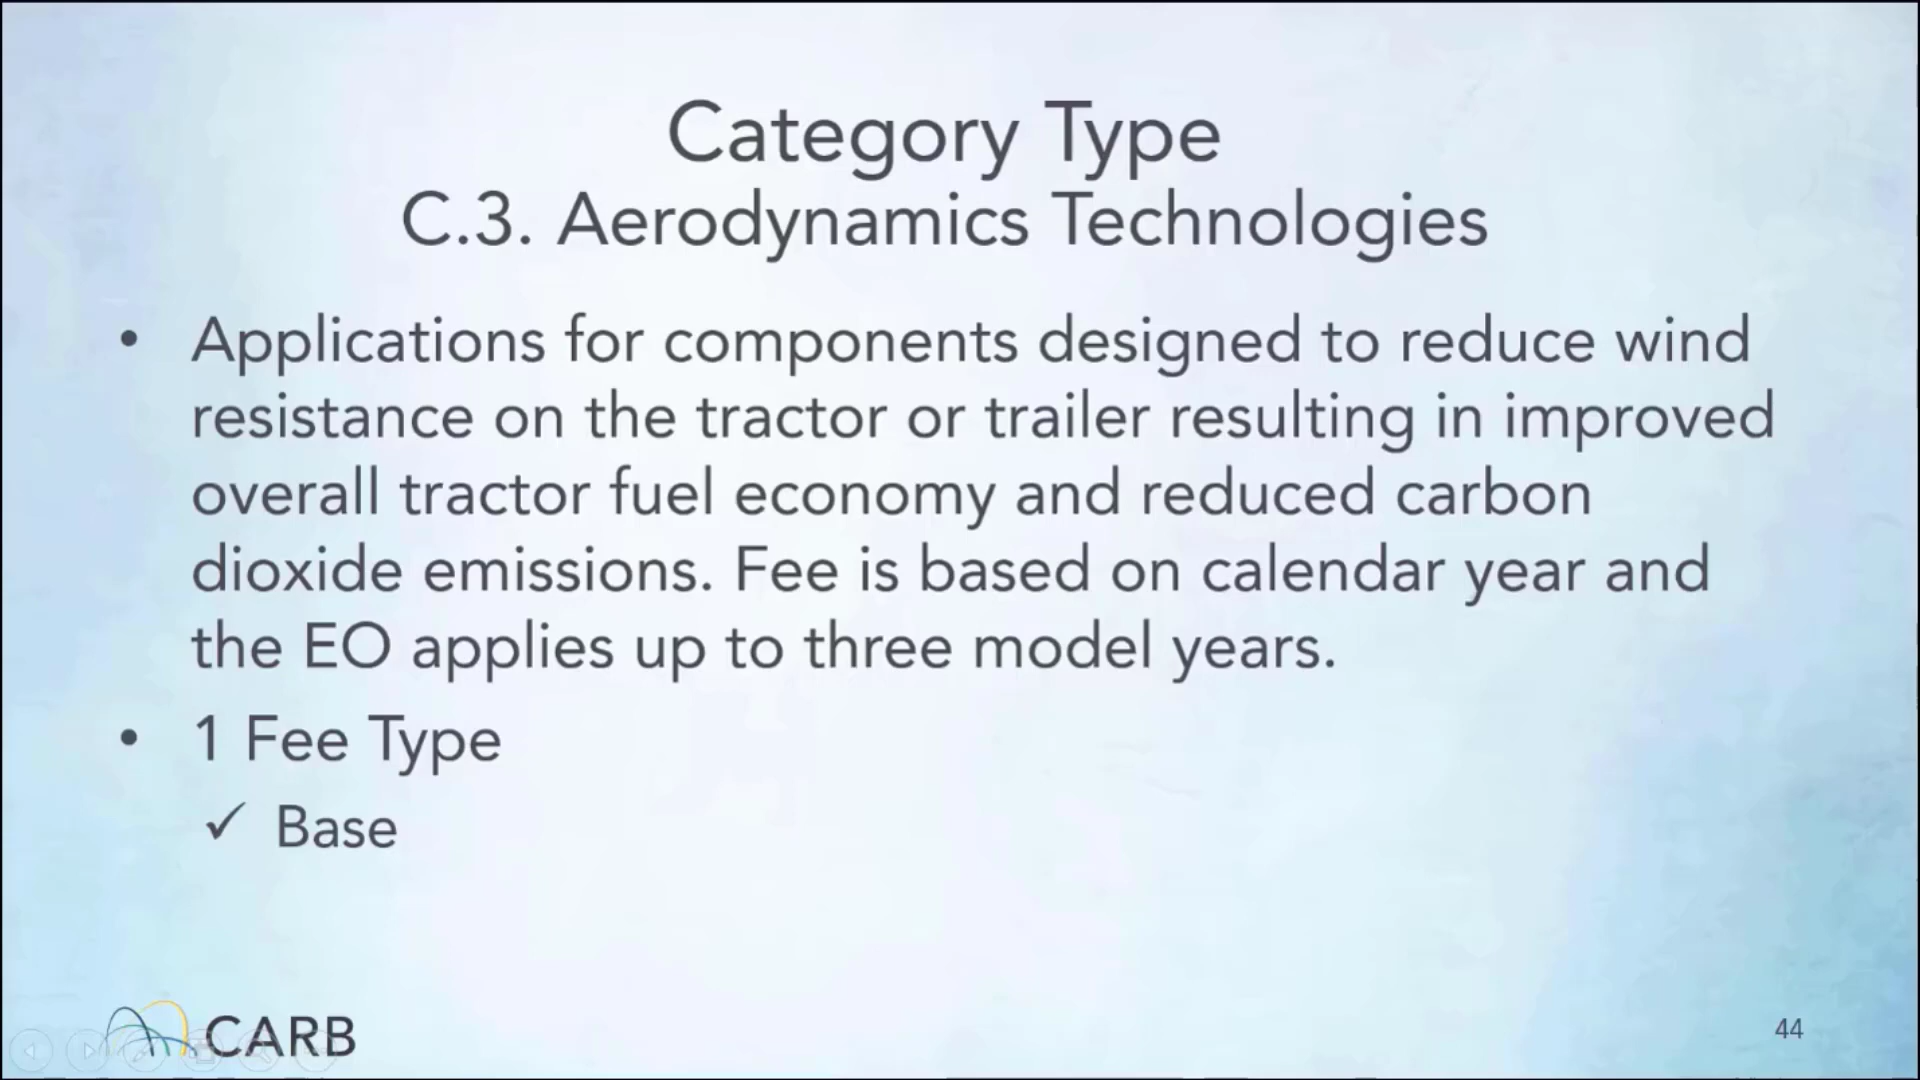 Category Type
C.3. Aerodynamics Technologies
• Applications for components designed to reduce wind
resistance on the tractor or trailer resulting in improved
overall tractor fuel economy and reduced carbon
dioxide emissions. Fee is based on calendar year and
the EO applies up to three model years.
• 1 Fee Type
✓ Base
CARB
44